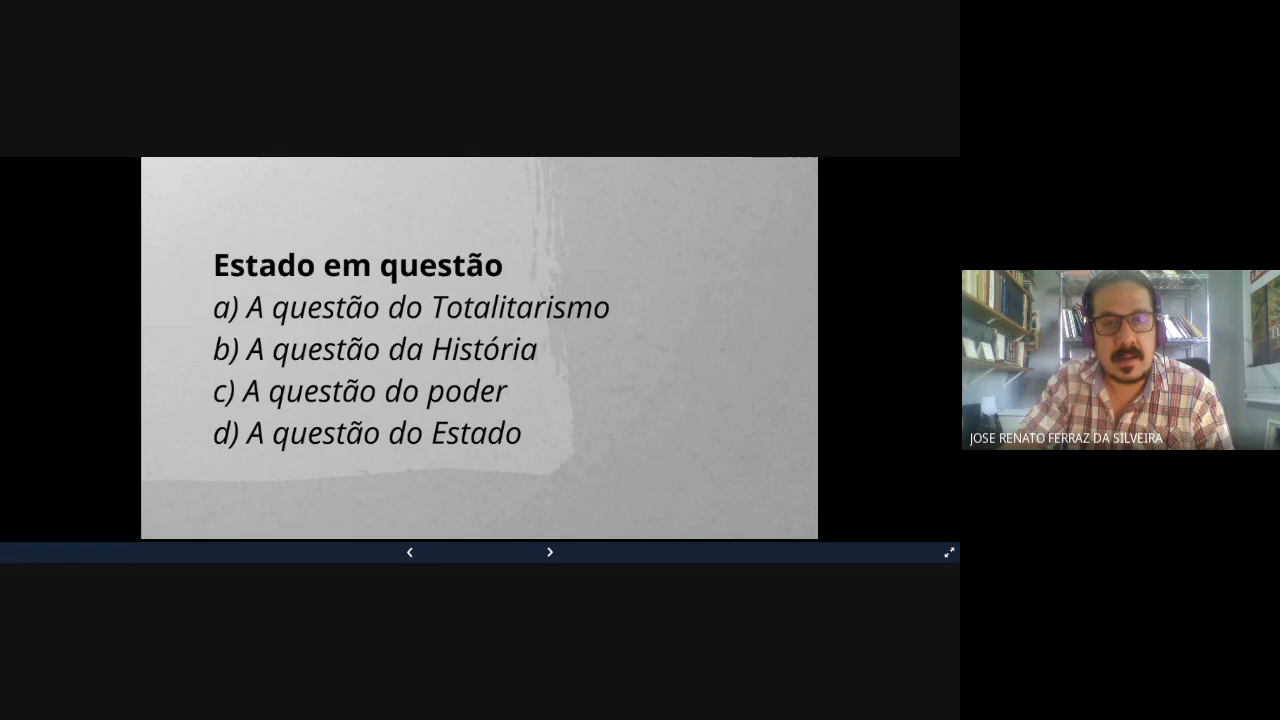 Estado em questão
a) A questão do Totalitarismo
b) A questão da História
c) A questão do poder
d) A questão do Estado
JOSE RENATO FERRAZ DA SILVEIRA